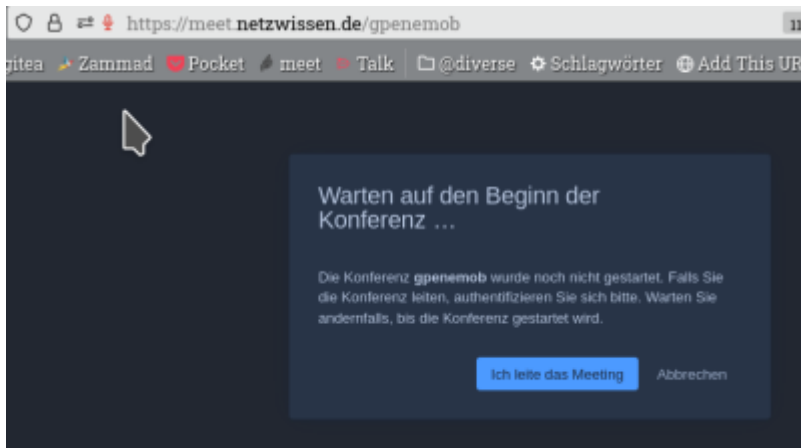 https://meet.netzwissen.de/gpenemob
gitea Zammad Pocket meet Talk @diverse Schlagwörter Add This UR
Warten auf den Beginn der
Konferenz …
Die Konferenz gpenemob wurde noch nicht gestartet. Falls Sie
die Konferenz leiten, authentifizieren Sie sich bitte. Warten Sie
andernfalls, bis die Konferenz gestartet wird.
Ich leite das Meeting Abbrechen